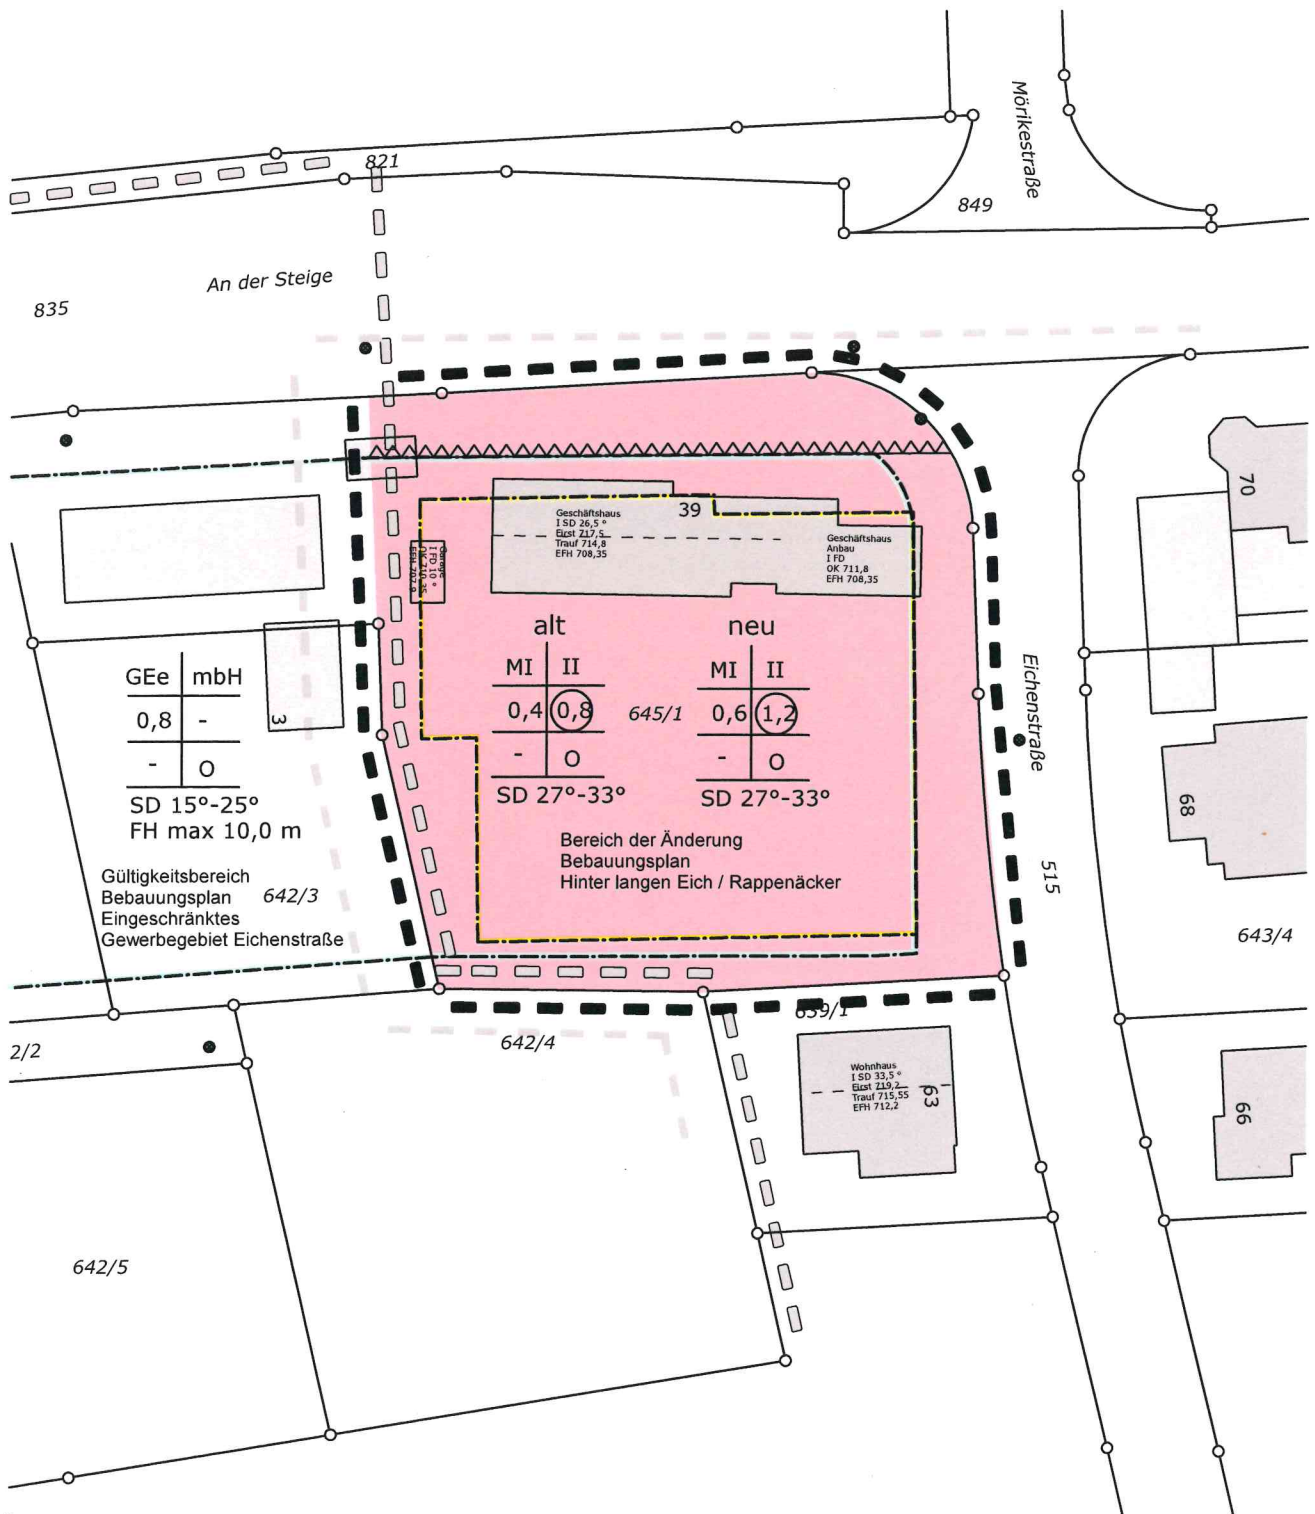 Mörikestraße
821
849
An der Steige
835
39
Geschäftshaus
I SD 26,5 °
First 717,5
Trauf 714,8
EFH 708,35
Geschäftshaus
Anbau
I FD
OK 711,8
EFH 708,35
Garage
I FD 10 °
70
alt
MI II
0,4 0,8
- O
SD 27°-33°
645/1
neu
MI II
0,6 1,2
- O
SD 27°-33°
Eichenstraße
GEe mbH
0,8 -
- O
SD 15°-25°
FH max 10,0 m
3
68
Bereich der Änderung
Bebauungsplan
Hinter langen Eich / Rappenäcker
Gültigkeitsbereich
Bebauungsplan
Eingeschränktes
Gewerbegebiet Eichenstraße
642/3
515
643/4
2/2
642/4
639/1
Wohnhaus
I SD 33,5 °
First 719,2
Trauf 715,55
EFH 712,2
63
66
642/5